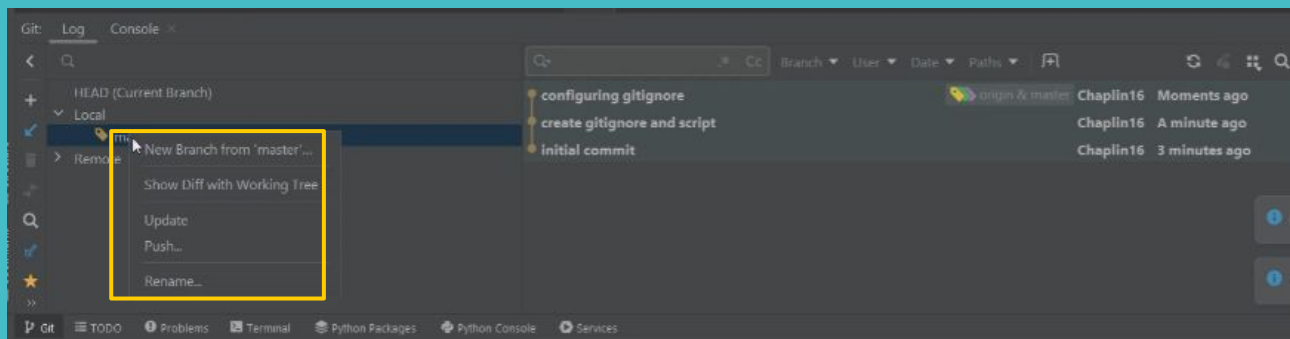 Git: Log Console
Cc Branch User Date Paths
HEAD (Current Branch)
Local
ma
Remote
New Branch from 'master'...
Show Diff with Working Tree
Update
Push...
Rename...
configuring gitignore origin & master Chaplin16 Moments ago
create gitignore and script Chaplin16 A minute ago
initial commit Chaplin16 3 minutes ago
Git TODO Problems Terminal Python Packages Python Console Services